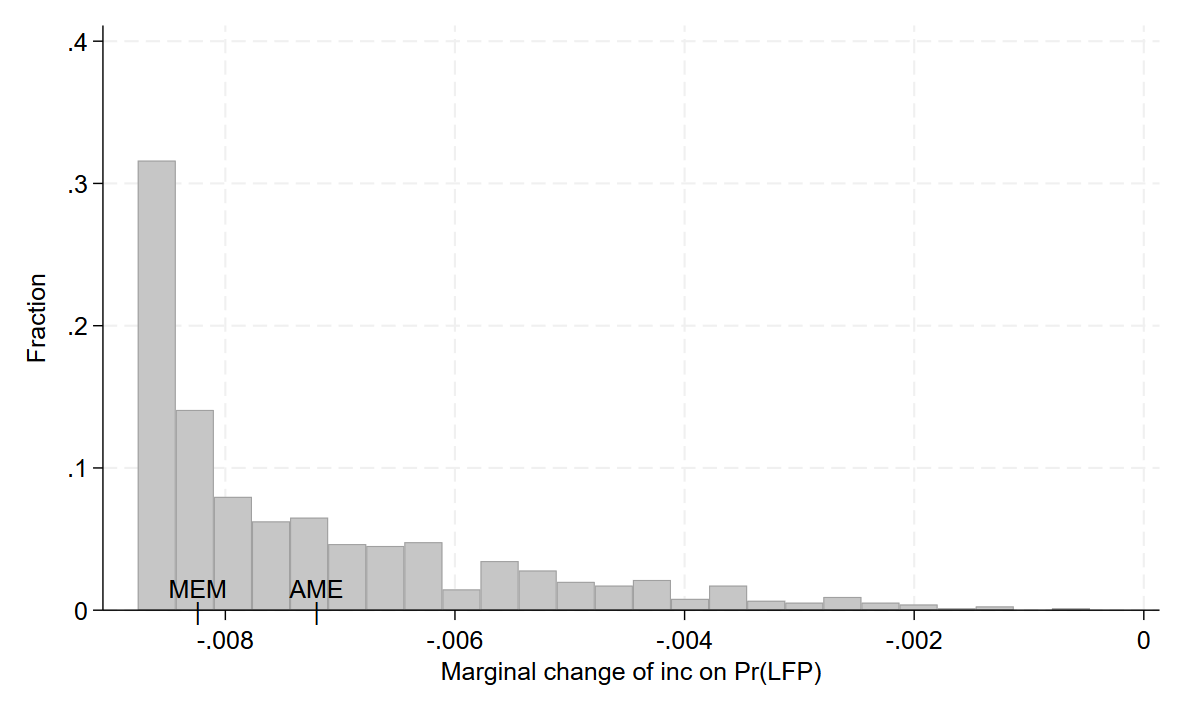 Fraction
.4
.3
.2
.1
0
MEM AME
-.008 -.006 -.004 -.002 0
Marginal change of inc on Pr(LFP)